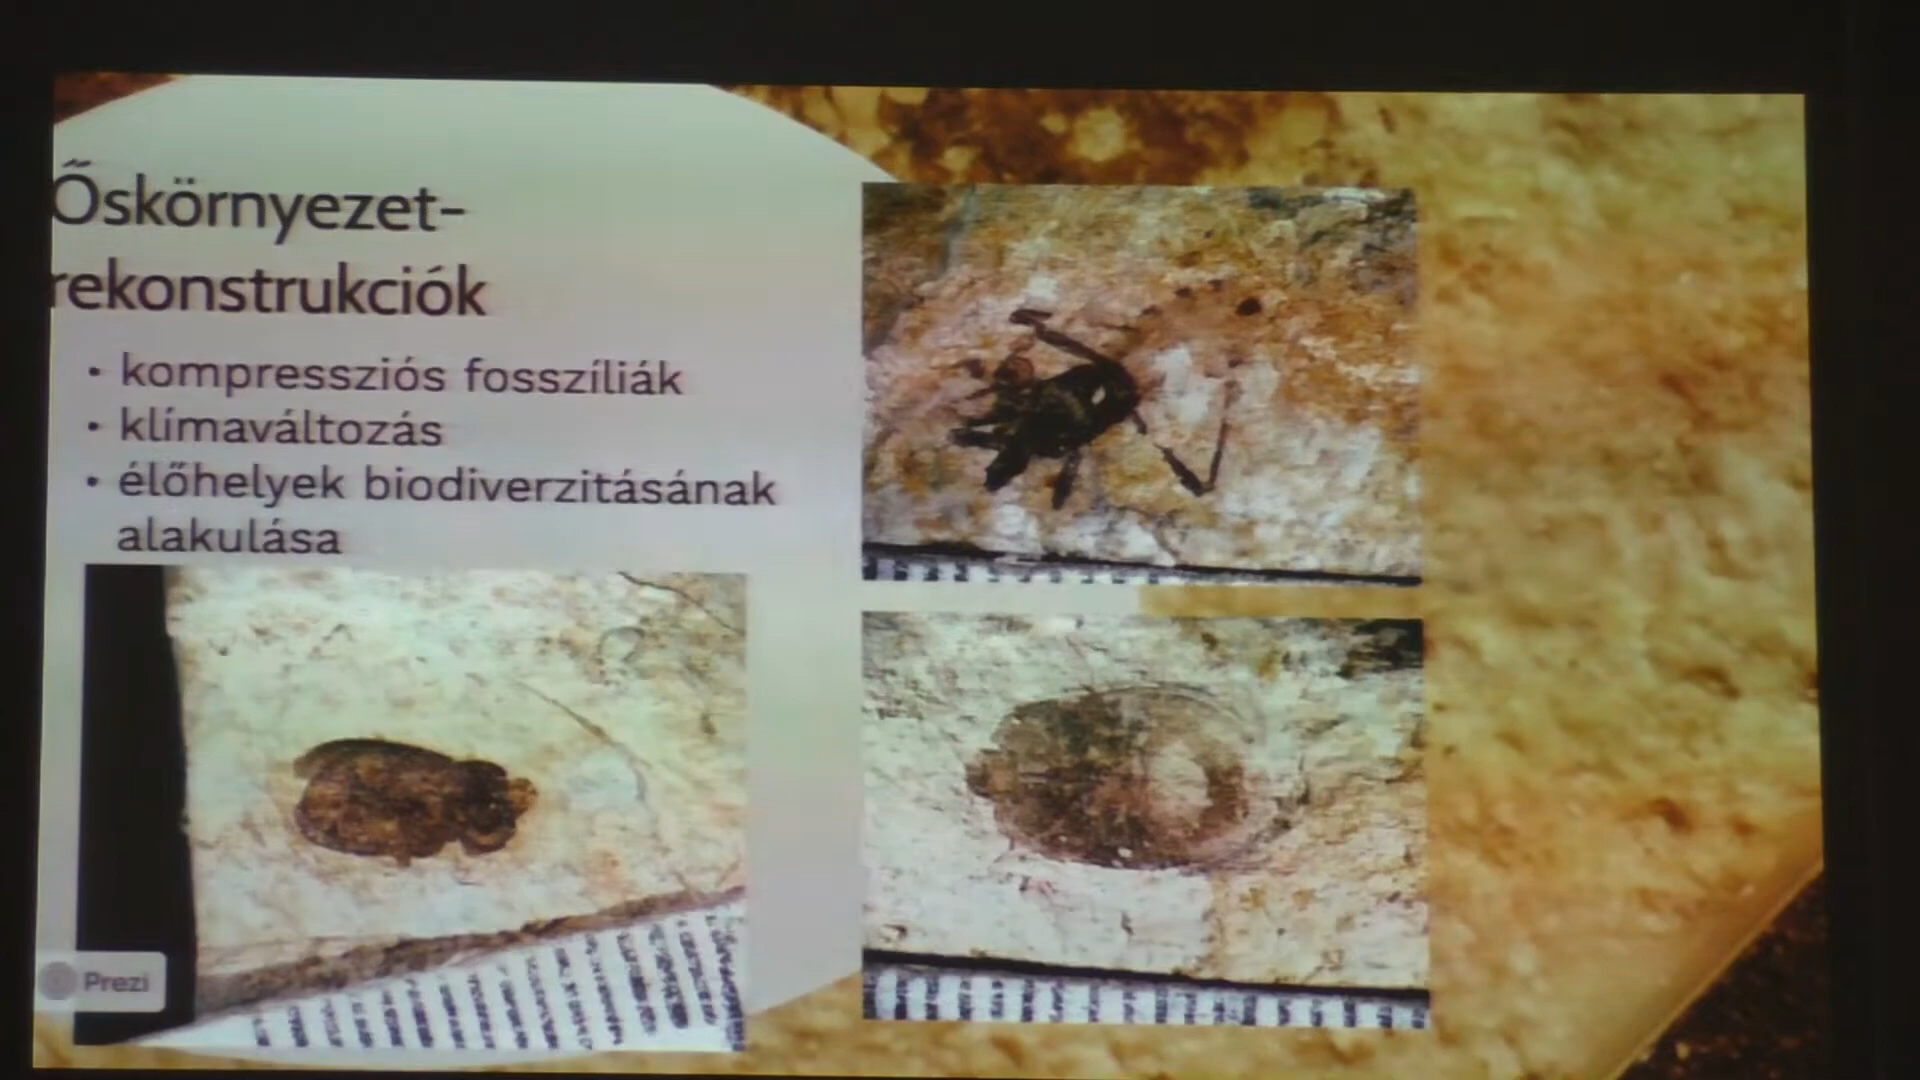 Őskörnyezet-
rekonstrukciók
• kompressziós fosszíliák
• klímaváltozás
• élőhelyek biodiverzitásának
alakulása
Prezi